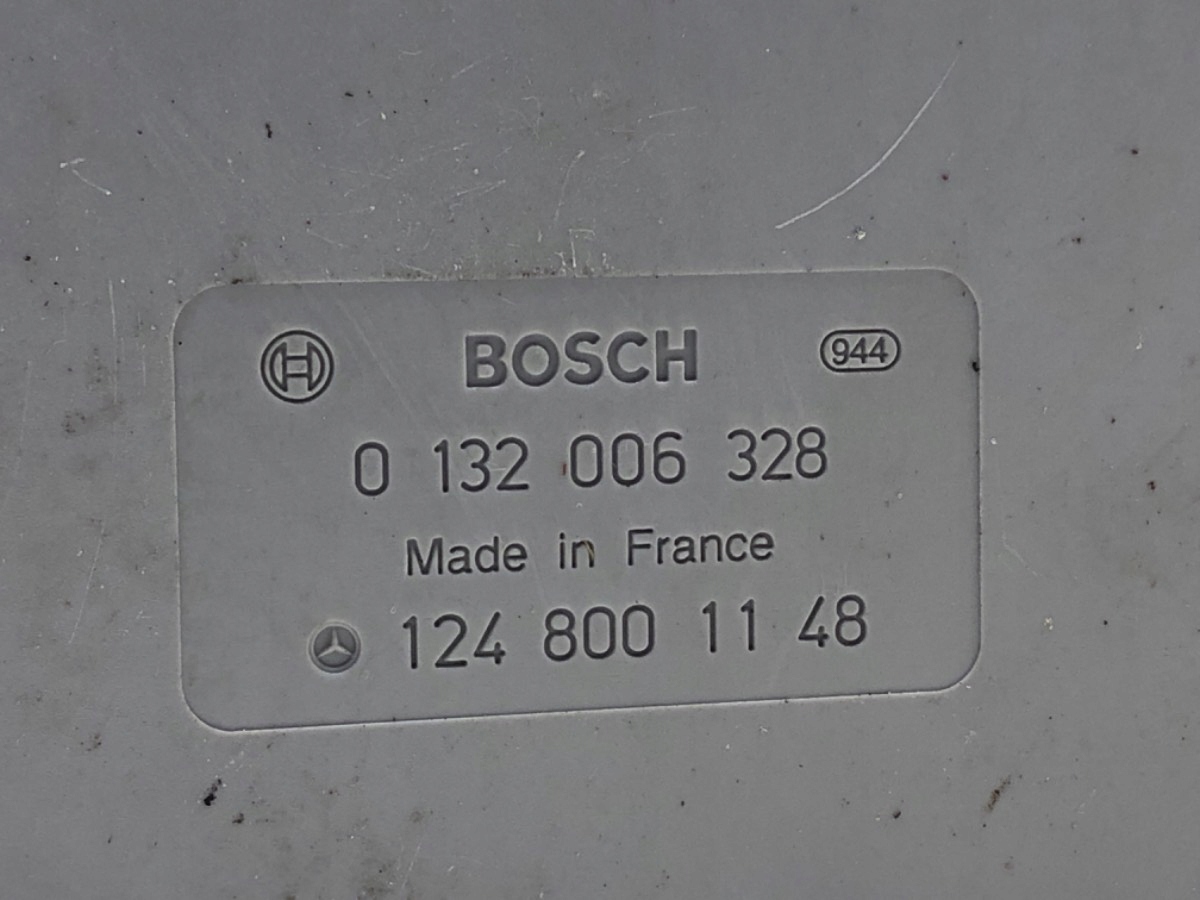 BOSCH 944
0 132 006 328
Made in France
124 800 11 48